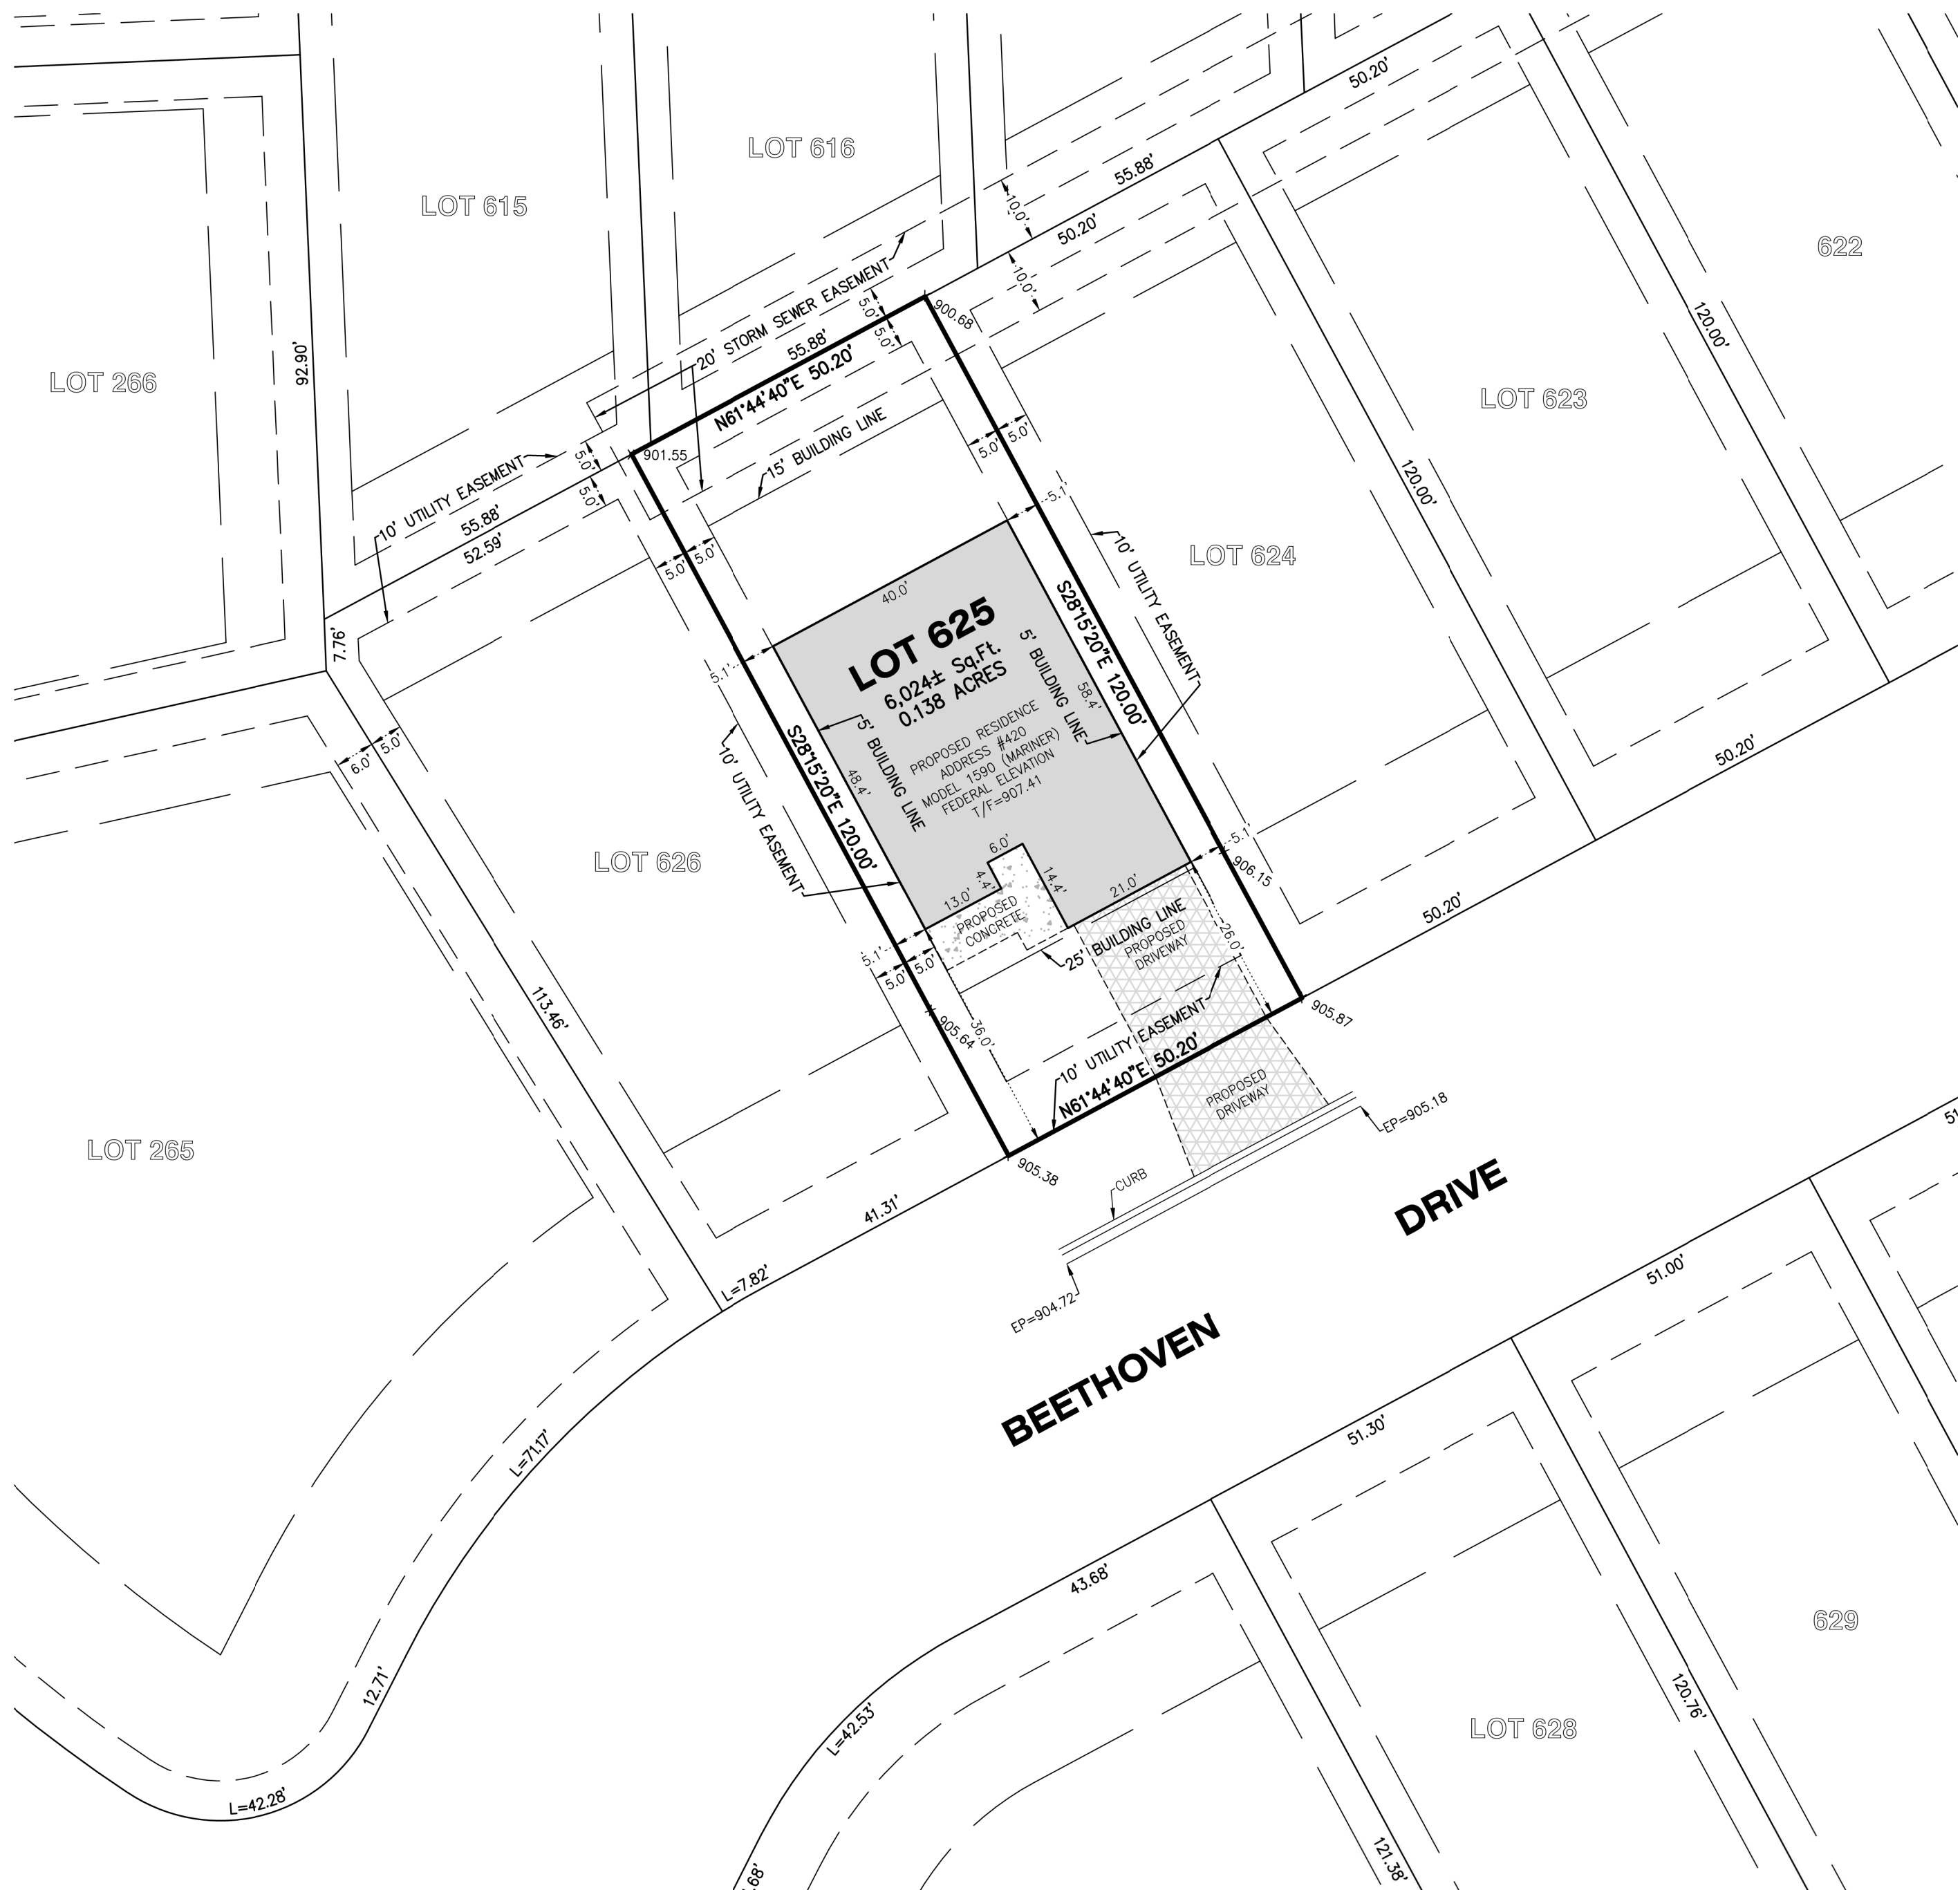 50.20'
LOT 616
LOT 615
55.88'
10.0'
50.20'
10.0'
622
120.00'
20' STORM SEWER EASEMENT
5.0'
5.0'
55.88'
N61°44'40"E 50.20'
900.68
92.90'
LOT 266
LOT 623
15' BUILDING LINE
901.55
5.0'
5.0'
5.0'
5.0'
10' UTILITY EASEMENT
55.88'
52.59'
120.00'
5.1'
5.0'
5.0'
10' UTILITY EASEMENT
LOT 624
40.0'
LOT 625
6,024± Sq.Ft.
0.138 ACRES
5' BUILDING LINE
58.4'
S28°15'20"E 120.00'
7.76'
5.1'
6.0'
5.0'
PROPOSED RESIDENCE
ADDRESS #420
MODEL 1590 (MARINER)
FEDERAL ELEVATION
T/F=907.41
5' BUILDING LINE
48.4'
S28°15'20"E 120.00'
10' UTILITY EASEMENT
50.20'
LOT 626
6.0'
4.4'
14.4'
13.0'
21.0'
5.1'
906.15
50.20'
PROPOSED
CONCRETE
25' BUILDING LINE
PROPOSED
DRIVEWAY
26.0'
5.1'
5.0'
5.0'
905.64
36.0'
10' UTILITY EASEMENT
N61°44'40"E 50.20'
905.87
113.46'
PROPOSED
DRIVEWAY
EP=905.18
51
LOT 265
905.38
CURB
41.31'
DRIVE
L=7.82'
EP=904.72
51.00'
BEETHOVEN
51.30'
L=71.17'
43.68'
629
12.71'
120.76'
LOT 628
L=42.53'
L=42.28'
121.38'
.68'